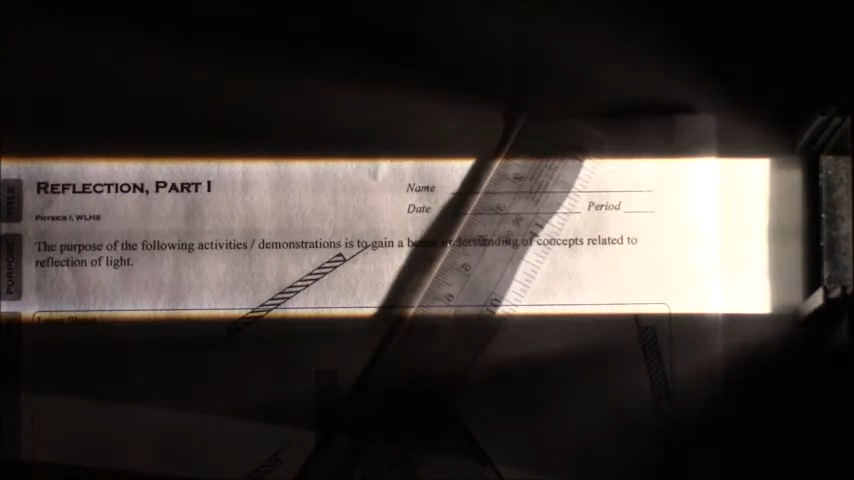 REFLECTION, PART I
Name
PHYSICS I, WLHS
Date Period
The purpose of the following activities / demonstrations is to gain a better understanding of concepts related to
reflection of light.